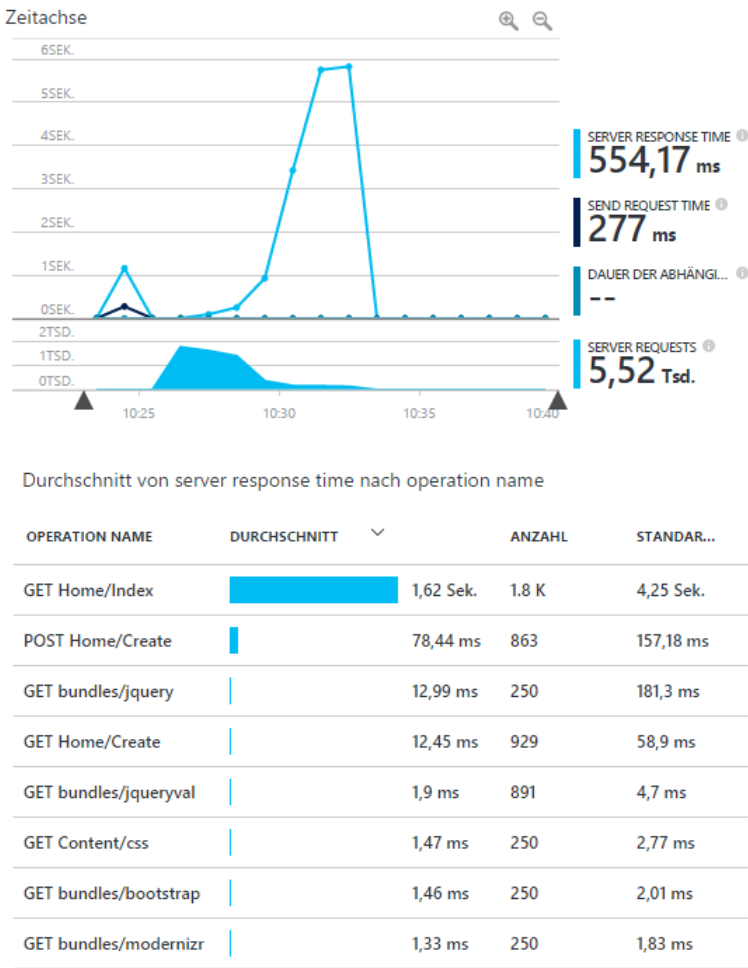 Zeitachse
6SEK.
5SEK.
4SEK.
3SEK.
2SEK.
1SEK.
0SEK.
2TSD.
1TSD.
0TSD.
10:25 10:30 10:35 10:40
SERVER RESPONSE TIME
554,17 ms
SEND REQUEST TIME
277 ms
DAUER DER ABHÄNGI...
--
SERVER REQUESTS
5,52 Tsd.
Durchschnitt von server response time nach operation name
OPERATION NAME DURCHSCHNITT ANZAHL STANDAR...
GET Home/Index 1,62 Sek. 1.8 K 4,25 Sek.
POST Home/Create 78,44 ms 863 157,18 ms
GET bundles/jquery 12,99 ms 250 181,3 ms
GET Home/Create 12,45 ms 929 58,9 ms
GET bundles/jqueryval 1,9 ms 891 4,7 ms
GET Content/css 1,47 ms 250 2,77 ms
GET bundles/bootstrap 1,46 ms 250 2,01 ms
GET bundles/modernizr 1,33 ms 250 1,83 ms